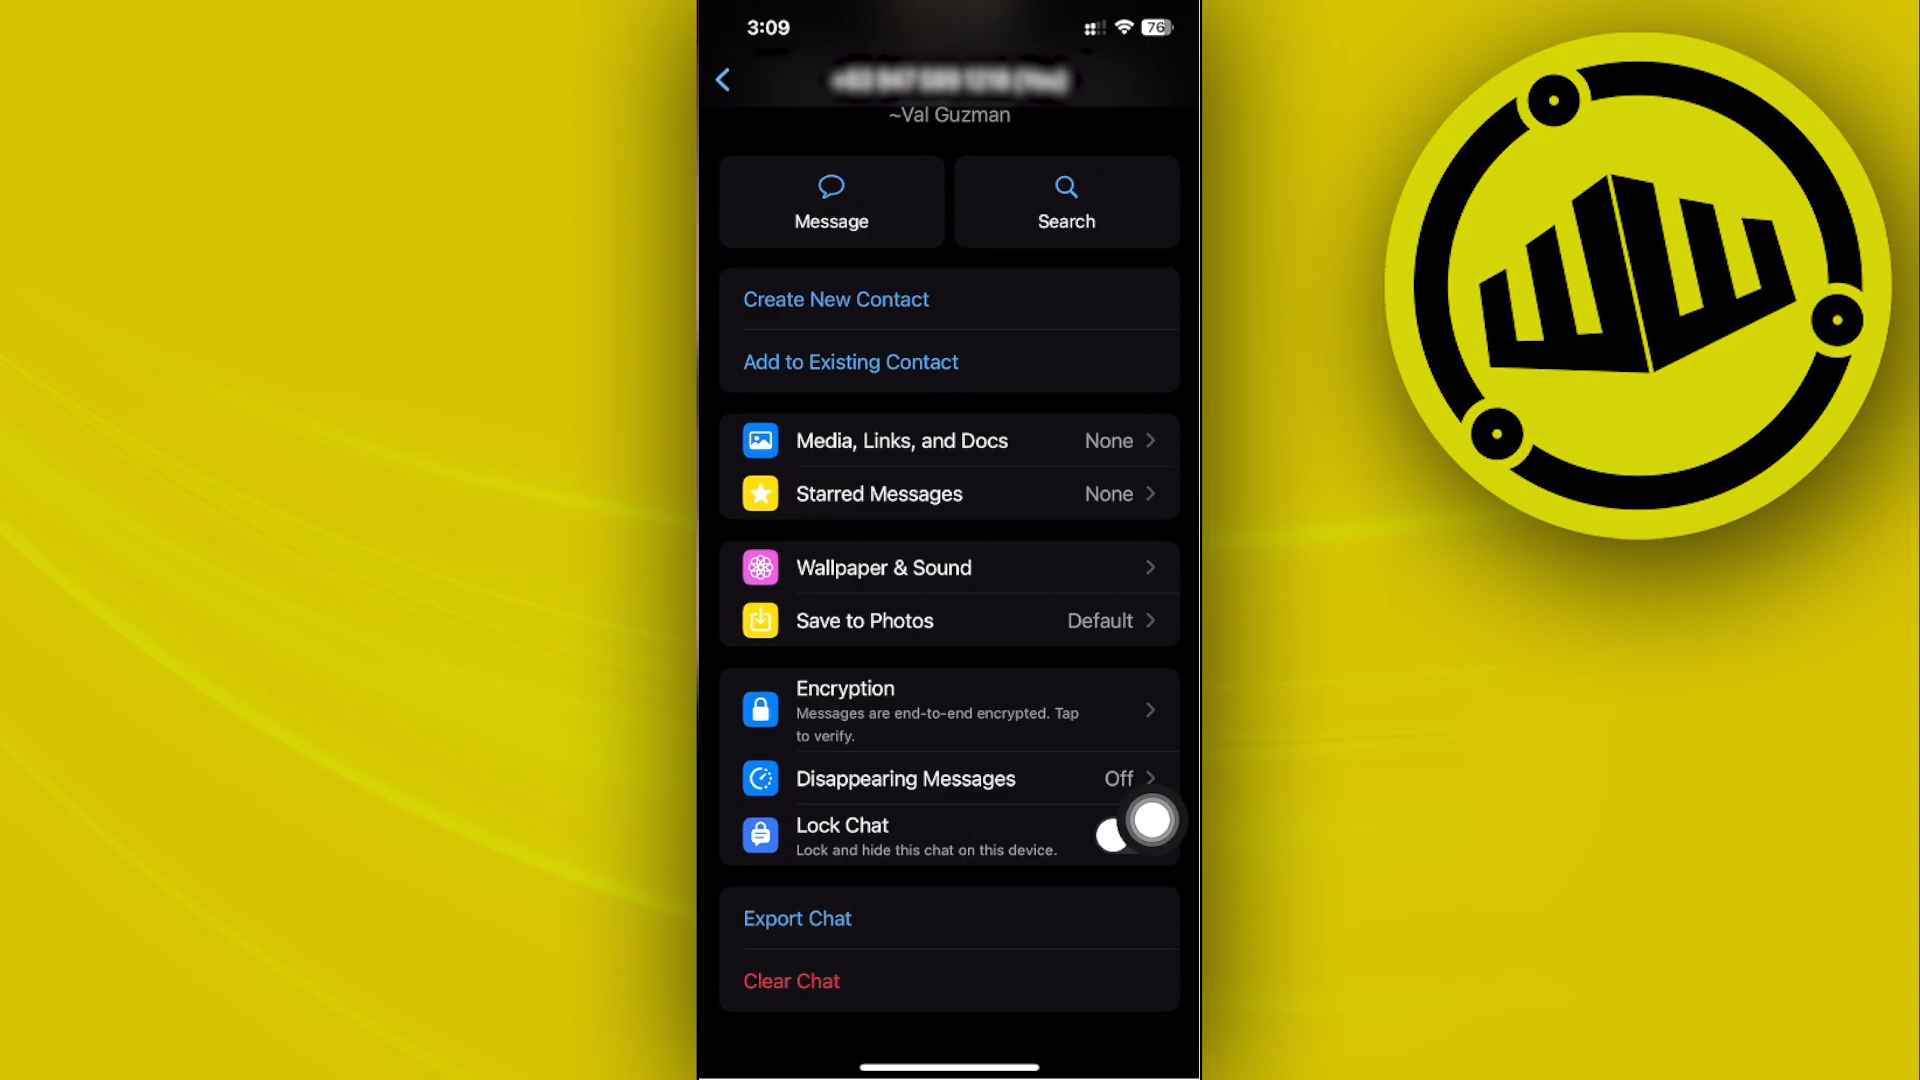 3:09
76
~Val Guzman
Message
Search
Create New Contact
Add to Existing Contact
Media, Links, and Docs None
Starred Messages None
Wallpaper & Sound
Save to Photos Default
Encryption
Messages are end-to-end encrypted. Tap
to verify.
Disappearing Messages Off
Lock Chat
Lock and hide this chat on this device.
Export Chat
Clear Chat